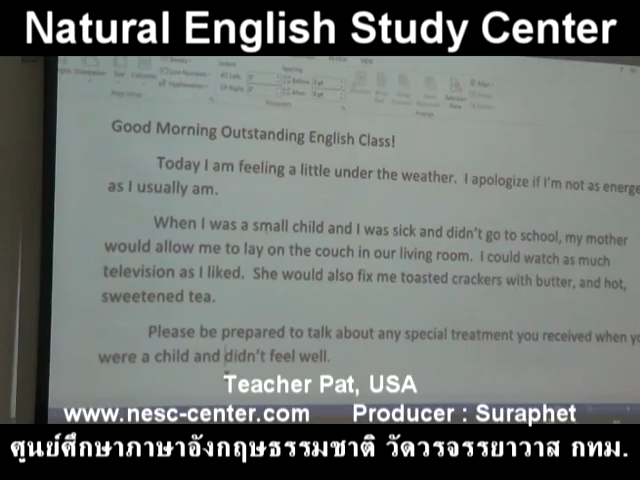 Natural English Study Center
Good Morning Outstanding English Class!
Today I am feeling a little under the weather. I apologize if I'm not as energe
as I usually am.
When I was a small child and I was sick and didn't go to school, my mother
would allow me to lay on the couch in our living room. I could watch as much
television as I liked. She would also fix me toasted crackers with butter, and hot,
sweetened tea.
Please be prepared to talk about any special treatment you received when yo
were a child and didn't feel well.
Teacher Pat, USA
www.nesc-center.com Producer : Suraphet
ศูนย์ศึกษาภาษาอังกฤษธรรมชาติ วัดวรจรรยาวาส กทม.